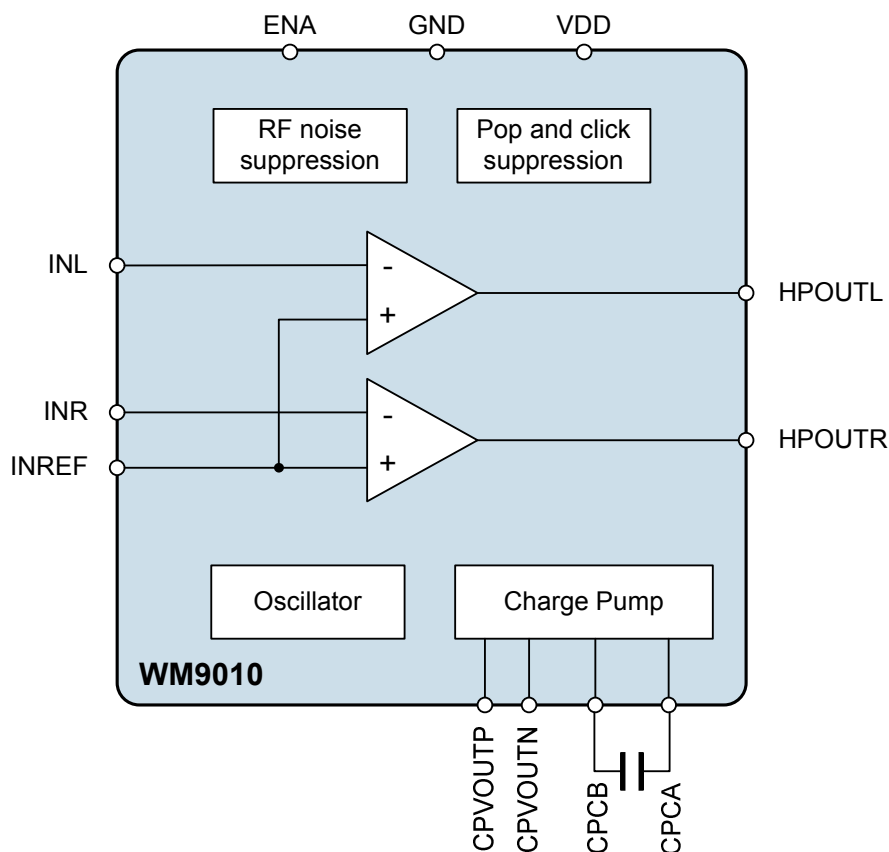 ENA
GND
VDD
RF noise
suppression
Pop and click
suppression
INL
-
+
HPOUTL
INR
-
+
INREF
HPOUTR
Oscillator
Charge Pump
WM9010
CPVOUTP
CPVOUTN
CPCB
CPCA